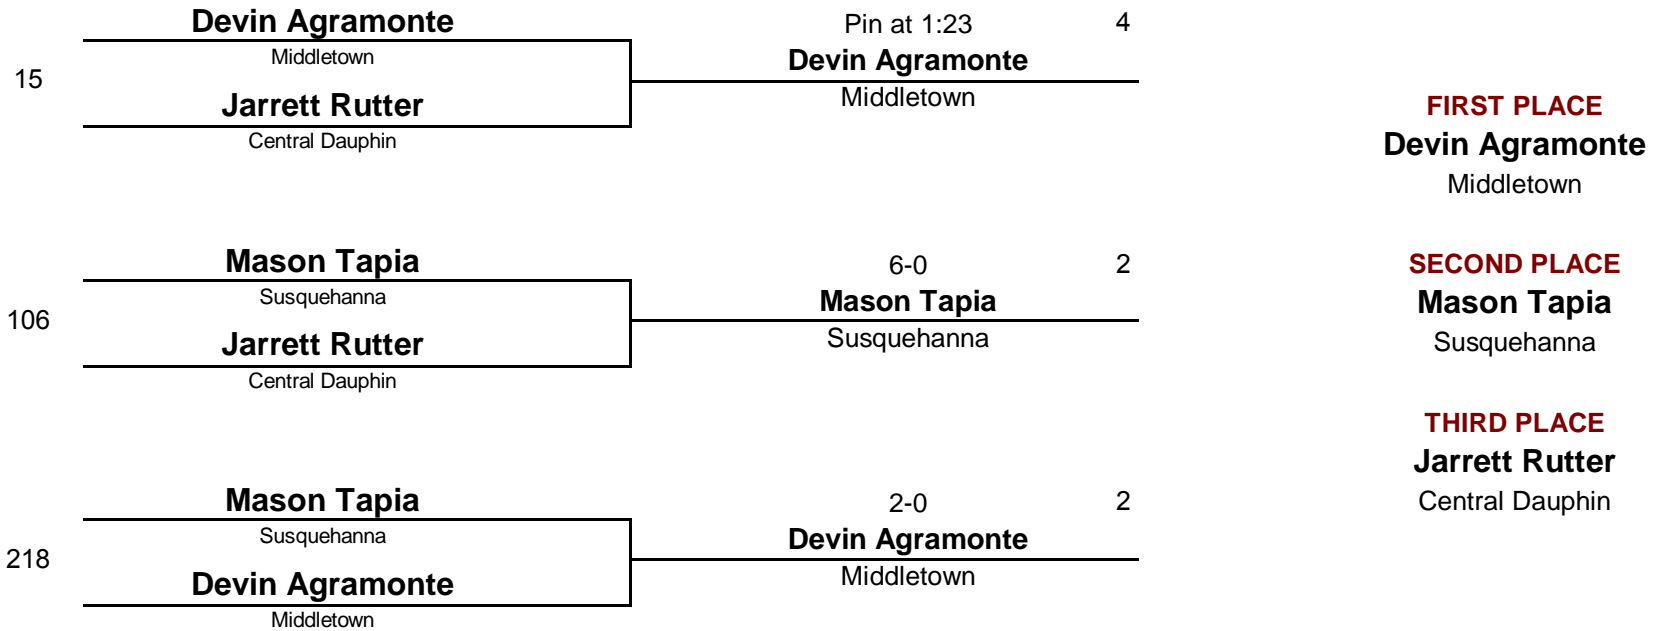 Devin Agramonte
Middletown
15
Jarrett Rutter
Central Dauphin
Pin at 1:23 4
Devin Agramonte
Middletown
Mason Tapia
Susquehanna
106
Jarrett Rutter
Central Dauphin
6-0 2
Mason Tapia
Susquehanna
Mason Tapia
Susquehanna
218
Devin Agramonte
Middletown
2-0 2
Devin Agramonte
Middletown
FIRST PLACE
Devin Agramonte
Middletown
SECOND PLACE
Mason Tapia
Susquehanna
THIRD PLACE
Jarrett Rutter
Central Dauphin